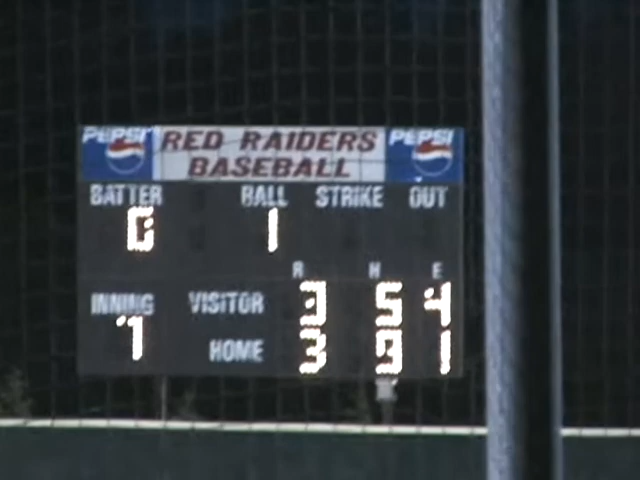 PEPSI RED RAIDERS PEPSI
BASEBALL
BATTER BALL STRIKE OUT
1
R H E
INNING VISITOR 3 5 4
7 HOME 3 9 1